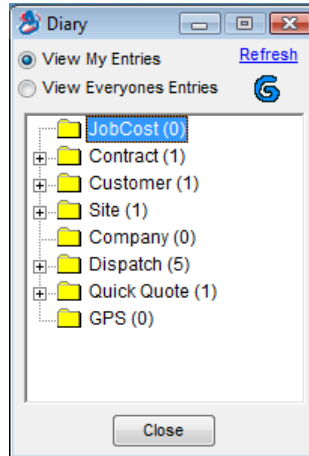 Diary
View My Entries
Refresh
View Everyones Entries
JobCost (0)
Contract (1)
Customer (1)
Site (1)
Company (0)
Dispatch (5)
Quick Quote (1)
GPS (0)
Close